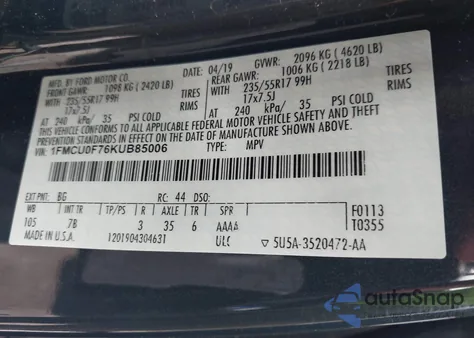 MFD. BY FORD MOTOR CO.
04/19 GVWR: 2096 KG (4620 LB)
FRONT GAWR: 1098 KG (2420 LB) REAR GAWR: 1006 KG (2218 LB)
235/55R17 99H TIRES 235/55R17 99H TIRES
17x7.5J RIMS 17x7.5J RIMS
AT 240 kPa/ 35 PSI COLD AT 240 kPa/ 35 PSI COLD
THIS VEHICLE CONFORMS TO ALL APPLICABLE FEDERAL MOTOR VEHICLE SAFETY, BUMPER, AND THEFT PREVENTION STANDARDS IN EFFECT ON THE DATE OF MANUFACTURE SHOWN ABOVE.
VIN: 1FMCU0F76KUB85006 TYPE: MPV
EXT PNT: BG RC: 44 DSO: F0113
WB INT TR TP/PS R AXLE TR SPR T0355
105 7B 3 35 6 AAAA
MADE IN U.S.A. 1201904304631 5U5A-3520472-AA
autoSnap